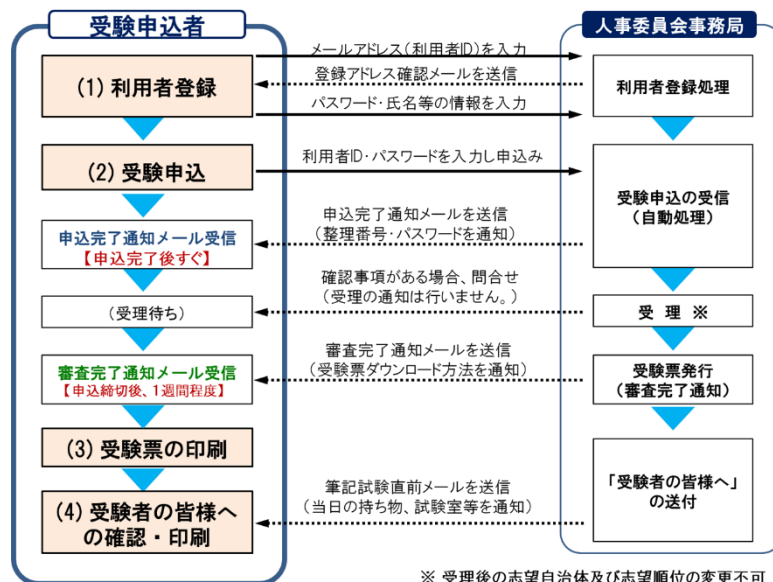 受験申込者
人事委員会事務局
メールアドレス(利用者ID)を入力
登録アドレス確認メールを送信
(1) 利用者登録
利用者登録処理
パスワード・氏名等の情報を入力
利用者ID・パスワードを入力し申込み
(2) 受験申込
受験申込の受信
(自動処理)
申込完了通知メールを送信
(整理番号・パスワードを通知)
申込完了通知メール受信
【申込完了後すぐ】
確認事項がある場合、問合せ
(受理の通知は行いません。)
(受理待ち)
受 理 ※
審査完了通知メールを送信
(受験票ダウンロード方法を通知)
審査完了通知メール受信
【申込締切後、1週間程度】
受験票発行
(審査完了通知)
(3) 受験票の印刷
筆記試験直前メールを送信
(当日の持ち物、試験室等を通知)
(4) 受験者の皆様へ
の確認・印刷
「受験者の皆様へ」
の送付
※ 受理後の志望自治体及び志望順位の変更不可